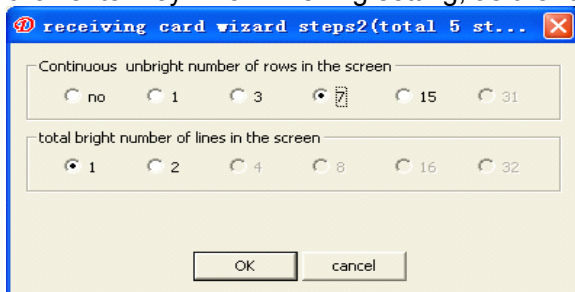 receiving card wizard steps2(total 5 st...
Continuous unbright number of rows in the screen
no 1 3 7 15 31
total bright number of lines in the screen
1 2 4 8 16 32
OK cancel